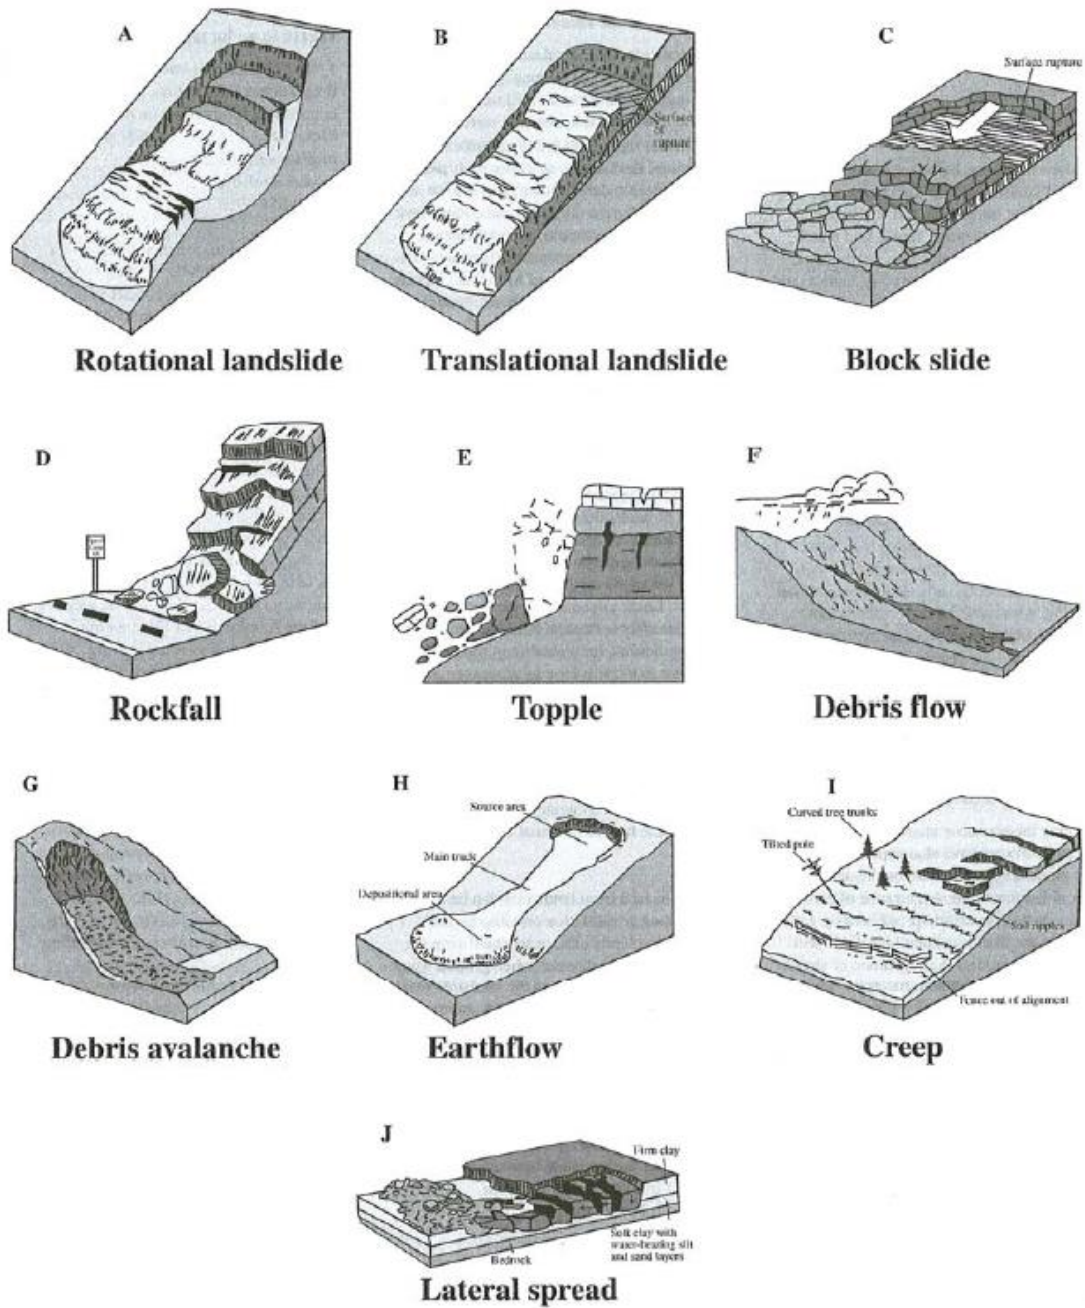 A
B
Surface
of
rupture
Toe
C
Surface rupture
Rotational landslide
Translational landslide
Block slide
D
E
F
Rockfall
Topple
Debris flow
G
H
Source area
Main track
Depositional area
I
Curved tree trunks
Tilted pole
Soil ripples
Fence out of alignment
Debris avalanche
Earthflow
Creep
J
Firm clay
Soft clay with
water-bearing silt
and sand layers
Bedrock
Lateral spread